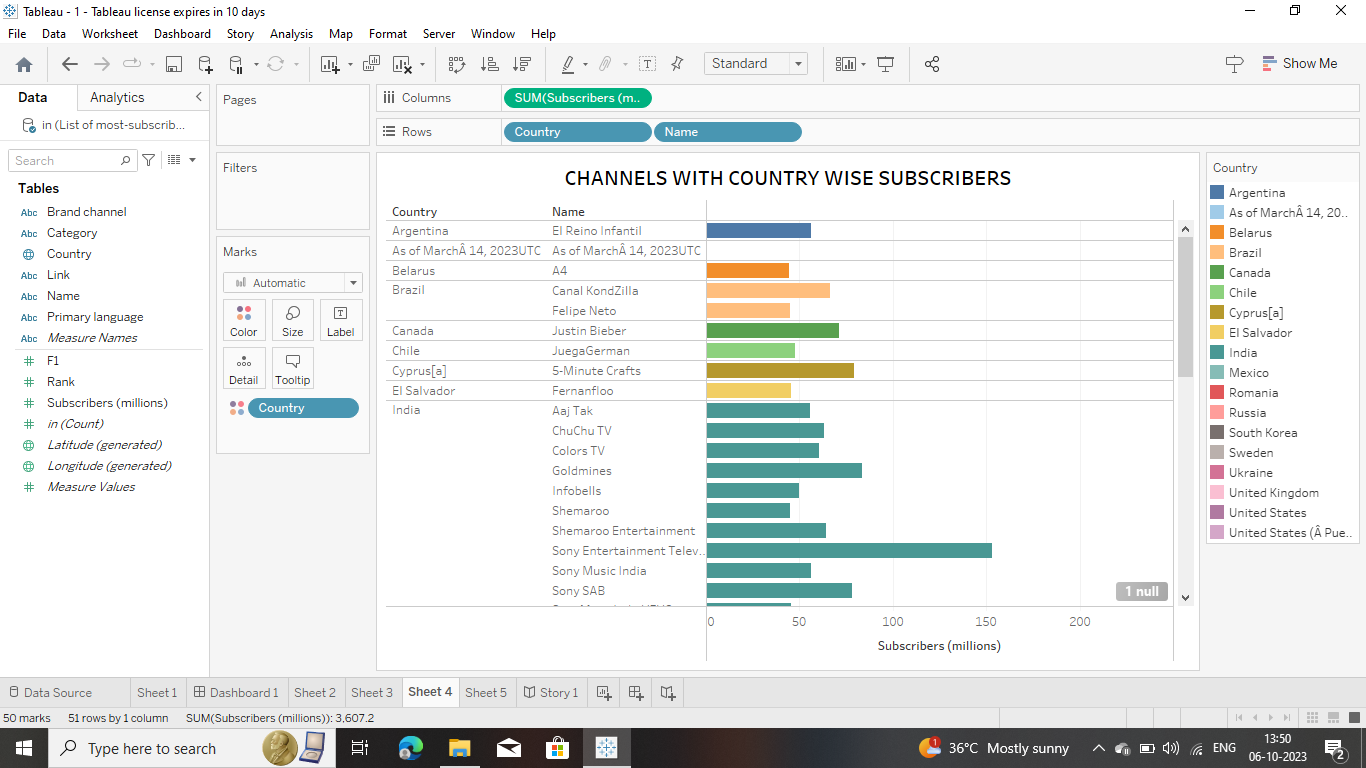 Tableau - 1 - Tableau license expires in 10 days
File Data Worksheet Dashboard Story Analysis Map Format Server Window Help
Standard
Show Me
Data Analytics
in (List of most-subscrib...
Search
Tables
Abc Brand channel
Abc Category
Country
Abc Link
Abc Name
Abc Primary language
Abc Measure Names
F1
Rank
Subscribers (millions)
in (Count)
Latitude (generated)
Longitude (generated)
Measure Values
Pages
Filters
Marks
Automatic
Color Size Label
Detail Tooltip
Country
Columns SUM(Subscribers (m..
Rows Country Name
CHANNELS WITH COUNTRY WISE SUBSCRIBERS
Country Name
Argentina El Reino Infantil
As of MarchÂ 14, 2023UTC As of MarchÂ 14, 2023UTC
Belarus A4
Brazil Canal KondZilla
Felipe Neto
Canada Justin Bieber
Chile JuegaGerman
Cyprus[a] 5-Minute Crafts
El Salvador Fernanfloo
India Aaj Tak
ChuChu TV
Colors TV
Goldmines
Infobells
Shemaroo
Shemaroo Entertainment
Sony Entertainment Telev..
Sony Music India
Sony SAB
1 null
0 50 100 150 200
Subscribers (millions)
Country
Argentina
As of MarchÂ 14, 20..
Belarus
Brazil
Canada
Chile
Cyprus[a]
El Salvador
India
Mexico
Romania
Russia
South Korea
Sweden
Ukraine
United Kingdom
United States
United States (Â Pue..
Data Source Sheet 1 Dashboard 1 Sheet 2 Sheet 3 Sheet 4 Sheet 5 Story 1
50 marks 51 rows by 1 column SUM(Subscribers (millions)): 3,607.2
Type here to search
1 36°C Mostly sunny
ENG
13:50
06-10-2023
2